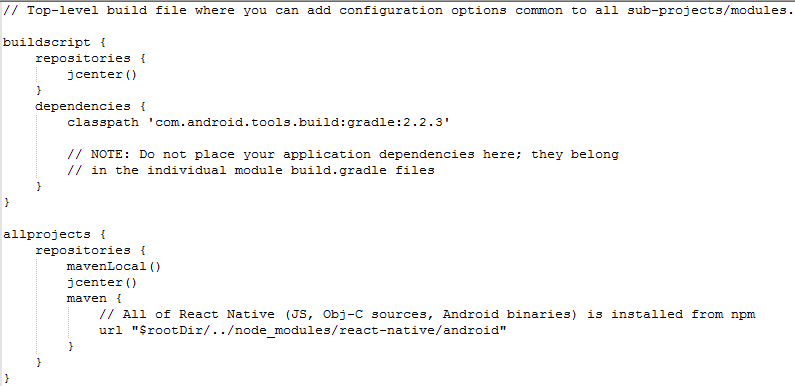 // Top-level build file where you can add configuration options common to all sub-projects/modules.

buildscript {
    repositories {
        jcenter()
    }
    dependencies {
        classpath 'com.android.tools.build:gradle:2.2.3'

        // NOTE: Do not place your application dependencies here; they belong
        // in the individual module build.gradle files
    }
}

allprojects {
    repositories {
        mavenLocal()
        jcenter()
        maven {
            // All of React Native (JS, Obj-C sources, Android binaries) is installed from npm
            url "$rootDir/../node_modules/react-native/android"
        }
    }
}